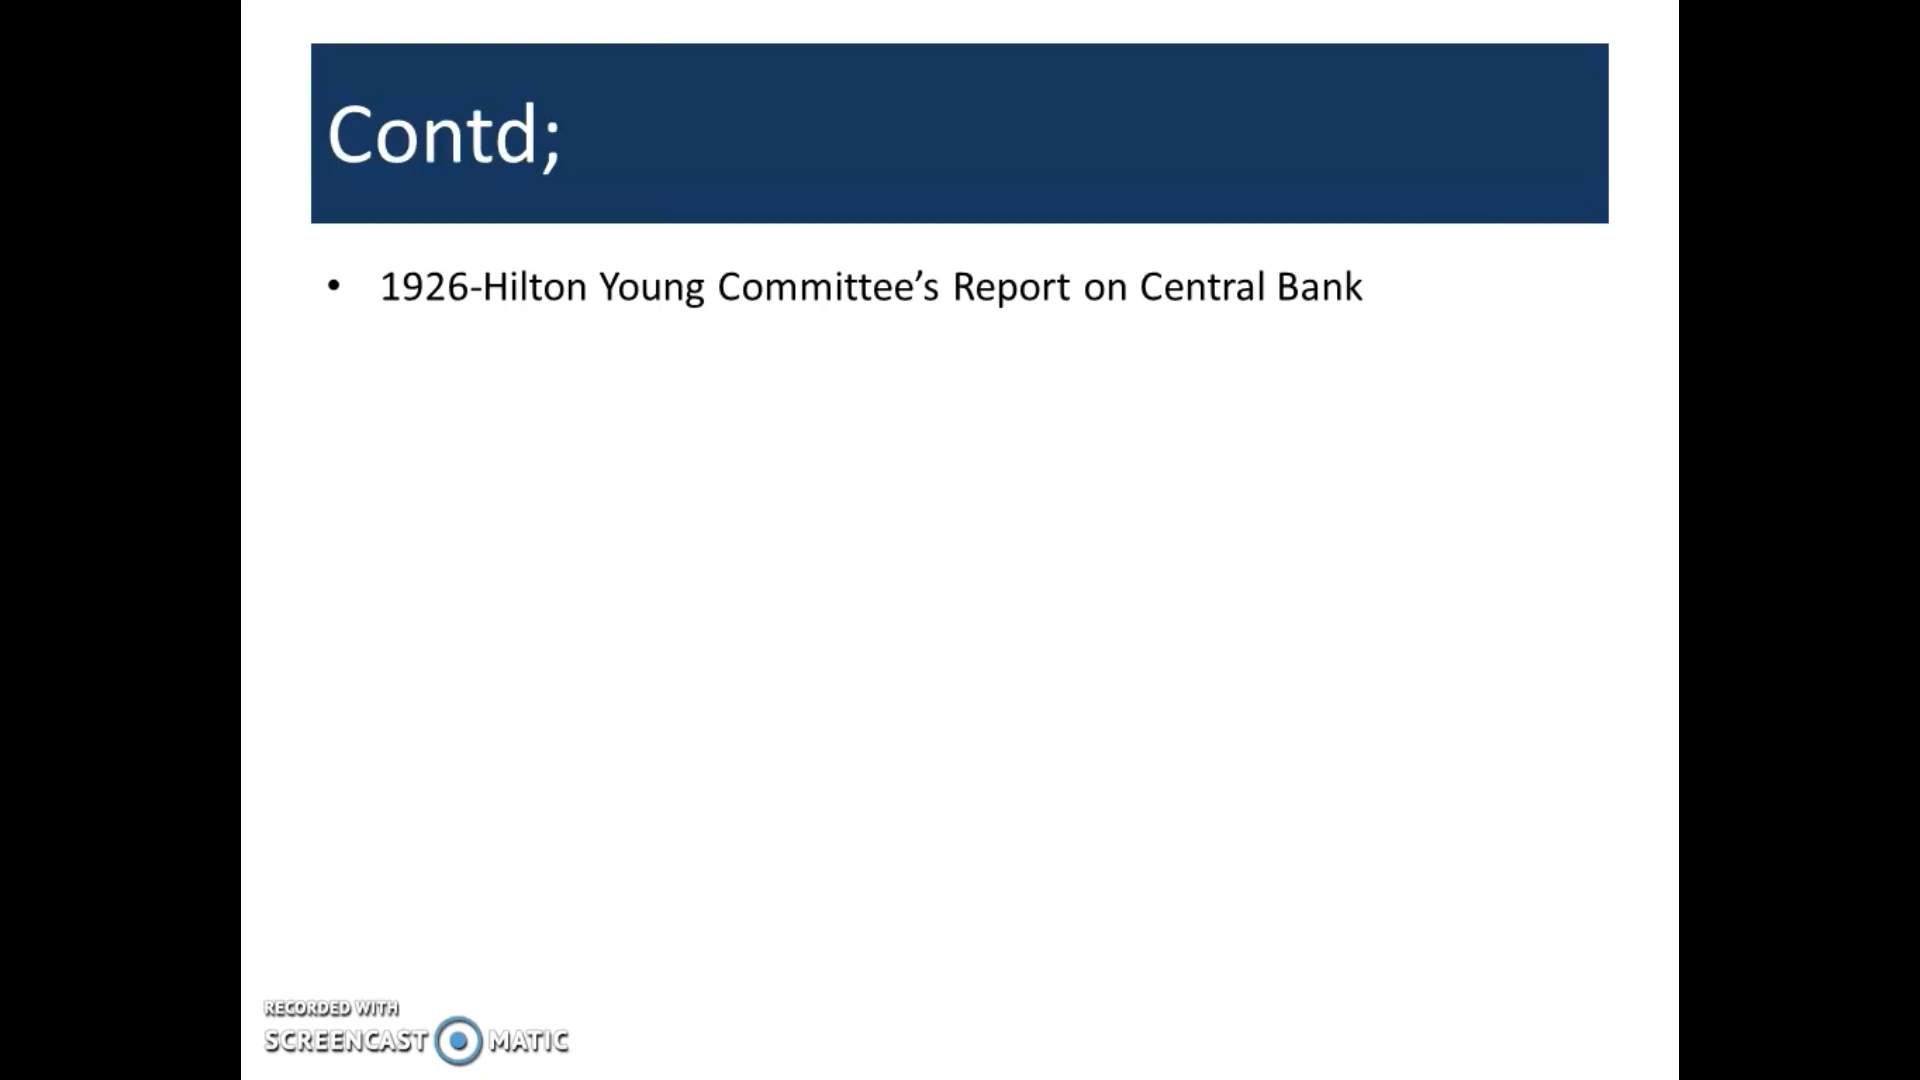 Contd;
• 1926-Hilton Young Committee’s Report on Central Bank
RECORDED WITH
SCREENCAST MATIC